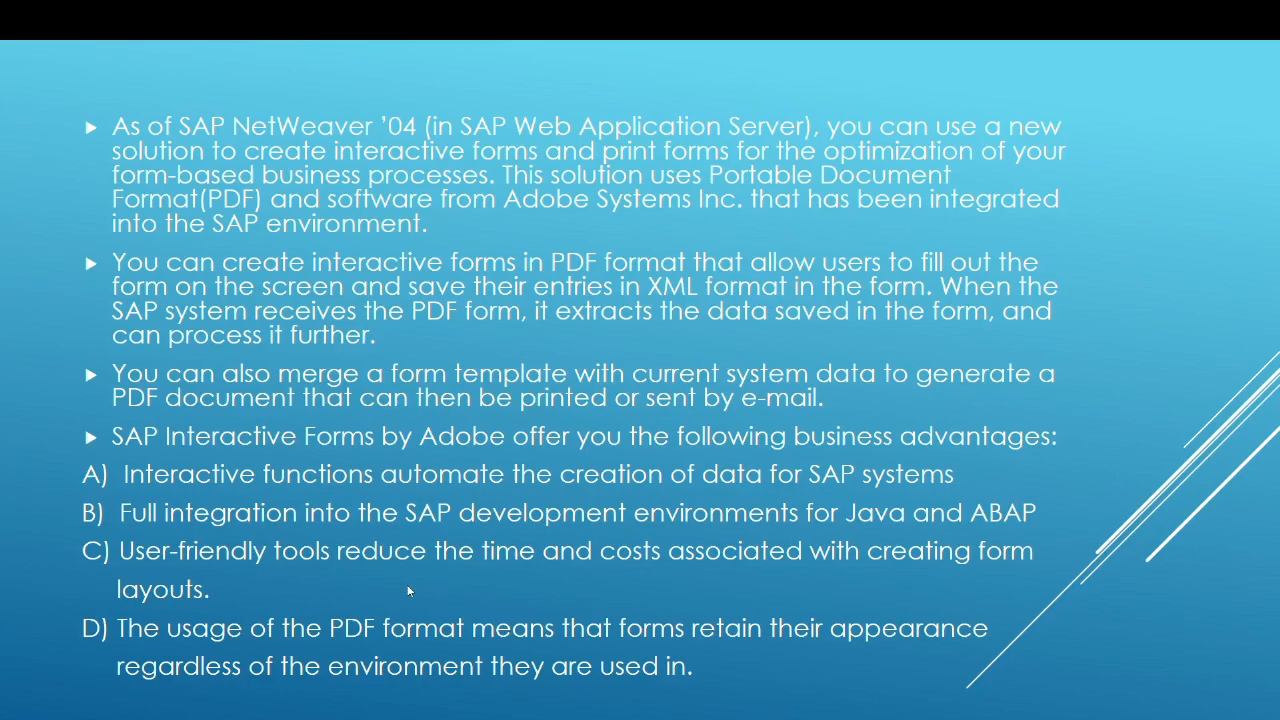 As of SAP NetWeaver ’04 (in SAP Web Application Server), you can use a new
solution to create interactive forms and print forms for the optimization of your
form-based business processes. This solution uses Portable Document
Format(PDF) and software from Adobe Systems Inc. that has been integrated
into the SAP environment.
You can create interactive forms in PDF format that allow users to fill out the
form on the screen and save their entries in XML format in the form. When the
SAP system receives the PDF form, it extracts the data saved in the form, and
can process it further.
You can also merge a form template with current system data to generate a
PDF document that can then be printed or sent by e-mail.
SAP Interactive Forms by Adobe offer you the following business advantages:
A) Interactive functions automate the creation of data for SAP systems
B) Full integration into the SAP development environments for Java and ABAP
C) User-friendly tools reduce the time and costs associated with creating form
layouts.
D) The usage of the PDF format means that forms retain their appearance
regardless of the environment they are used in.